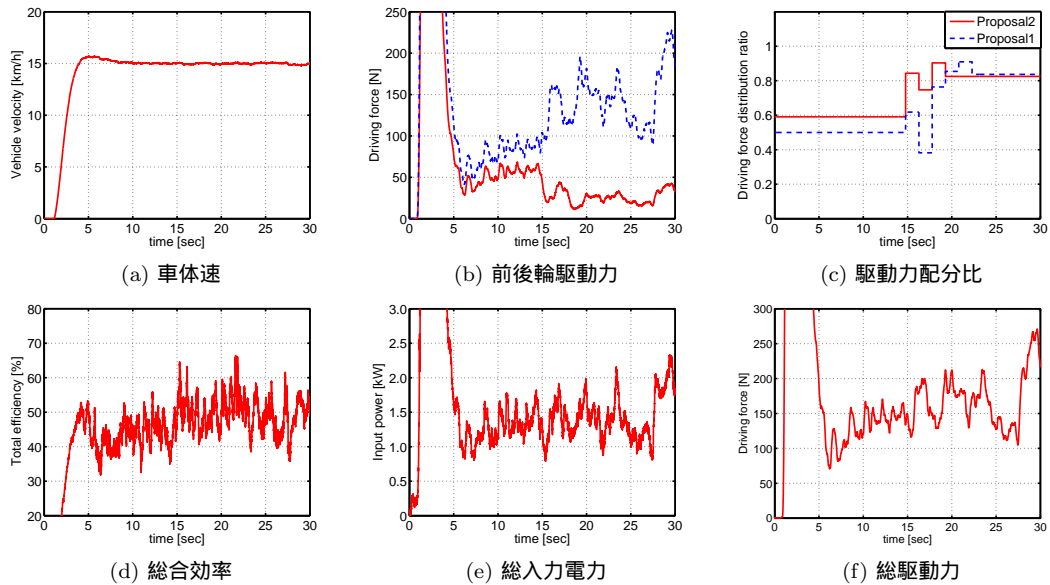 20
15
10
5
0
Vehicle velocity [km/h]
0 5 10 15 20 25 30
time [sec]
(a) 車体速
250
200
150
100
50
0
Driving force [N]
0 5 10 15 20 25 30
time [sec]
(b) 前後輪駆動力
Proposal2
Proposal1
1
0.8
0.6
0.4
0.2
0
Driving force distribution ratio
0 5 10 15 20 25 30
time [sec]
(c) 駆動力配分比
80
70
60
50
40
30
20
Total efficiency [%]
0 5 10 15 20 25 30
time [sec]
(d) 総合効率
3.0
2.5
2.0
1.5
1.0
0.5
0
Input power [kW]
0 5 10 15 20 25 30
time [sec]
(e) 総入力電力
300
250
200
150
100
50
0
Driving force [N]
0 5 10 15 20 25 30
time [sec]
(f) 総駆動力